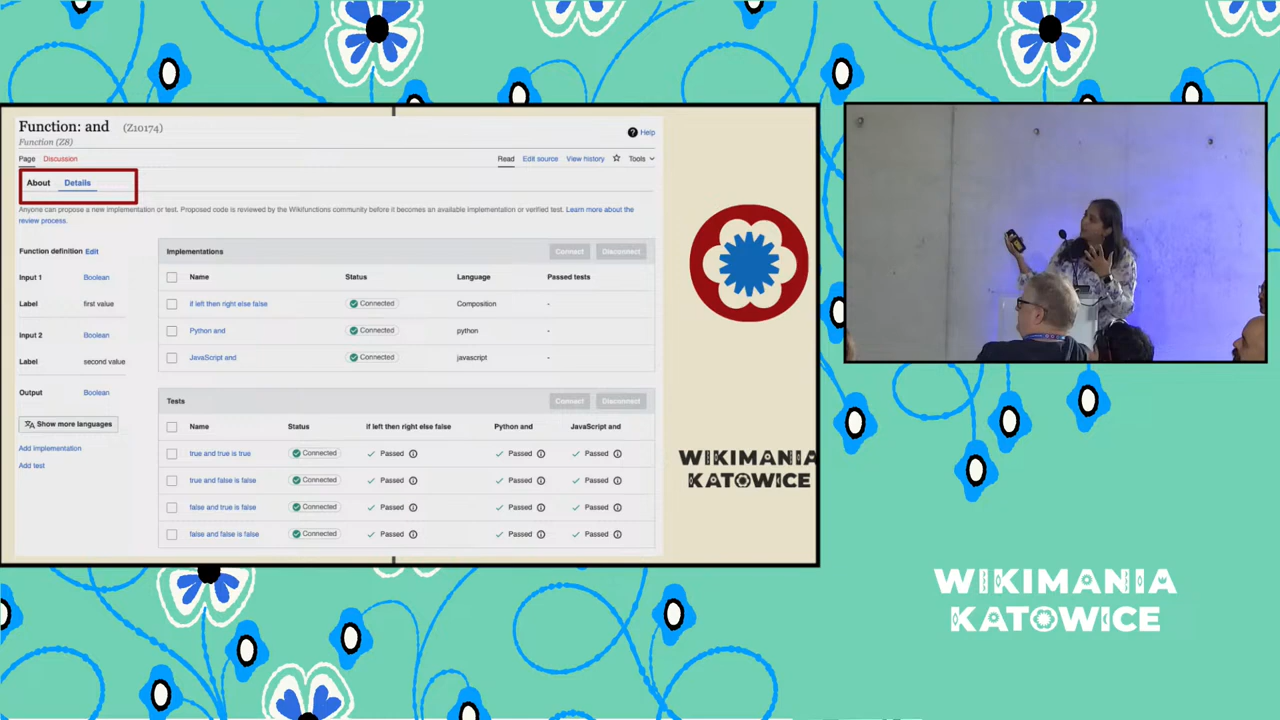 Function: and (Z10174)
Function (Z8)
Help
Page Discussion Read Edit source View history Tools
About Details
Anyone can propose a new implementation or test. Proposed code is reviewed by the Wikifunctions community before it becomes an available implementation or verified test. Learn more about the
review process.
Function definition Edit
Input 1 Boolean
Label first value
Input 2 Boolean
Label second value
Output Boolean
Show more languages
Add implementation
Add test
Implementations Connect Disconnect
Name Status Language Passed tests
if left then right else false Connected Composition -
Python and Connected python -
JavaScript and Connected javascript -
Tests Connect Disconnect
Name Status if left then right else false Python and JavaScript and
true and true is true Connected Passed Passed Passed
true and false is false Connected Passed Passed Passed
false and true is false Connected Passed Passed Passed
false and false is false Connected Passed Passed Passed
WIKIMANIA
KATOWICE
WIKIMANIA
KATOWICE